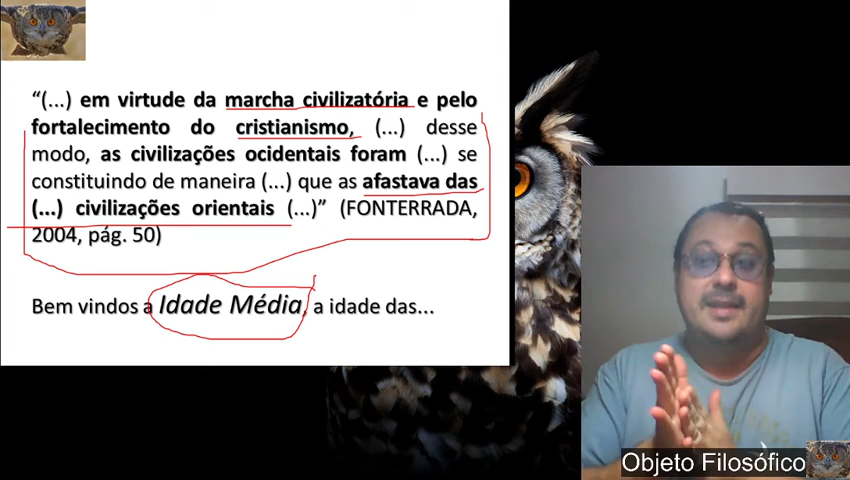 “(...) em virtude da marcha civilizatória e pelo
fortalecimento do cristianismo, (...) desse
modo, as civilizações ocidentais foram (...) se
constituindo de maneira (...) que as afastava das
(...) civilizações orientais (...)” (FONTERRADA,
2004, pág. 50)
Bem vindos a Idade Média, a idade das...
Objeto Filosófico